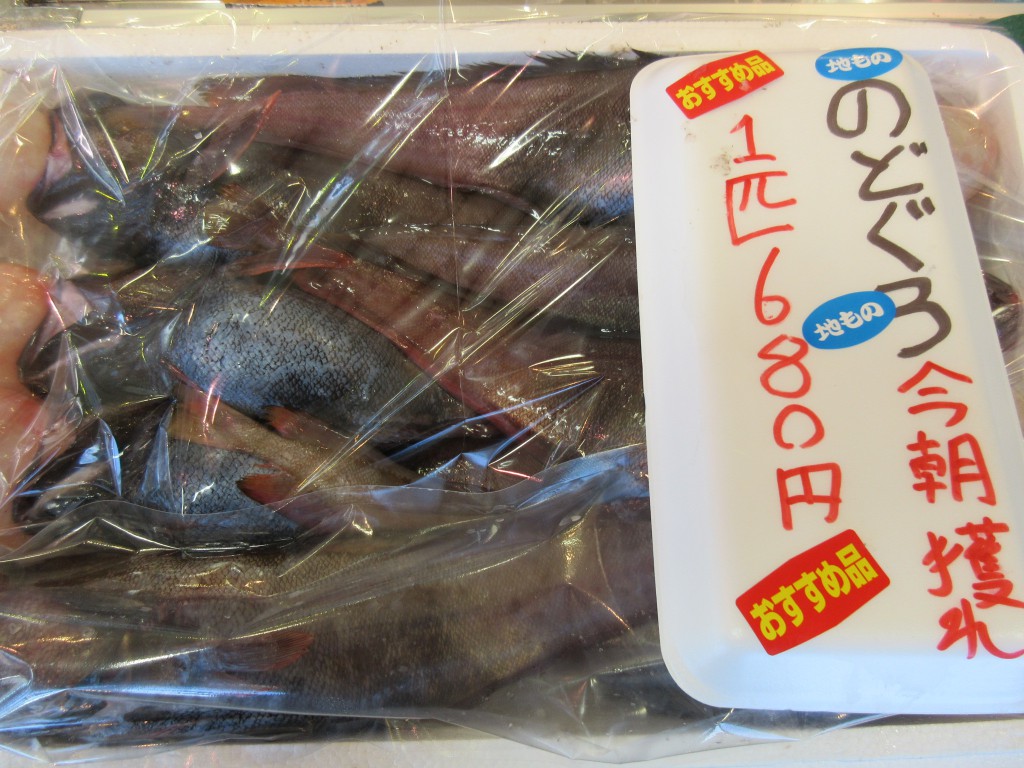 地もの
のどぐろ
地もの
今朝獲れ
おすすめ品
1匹680円
おすすめ品